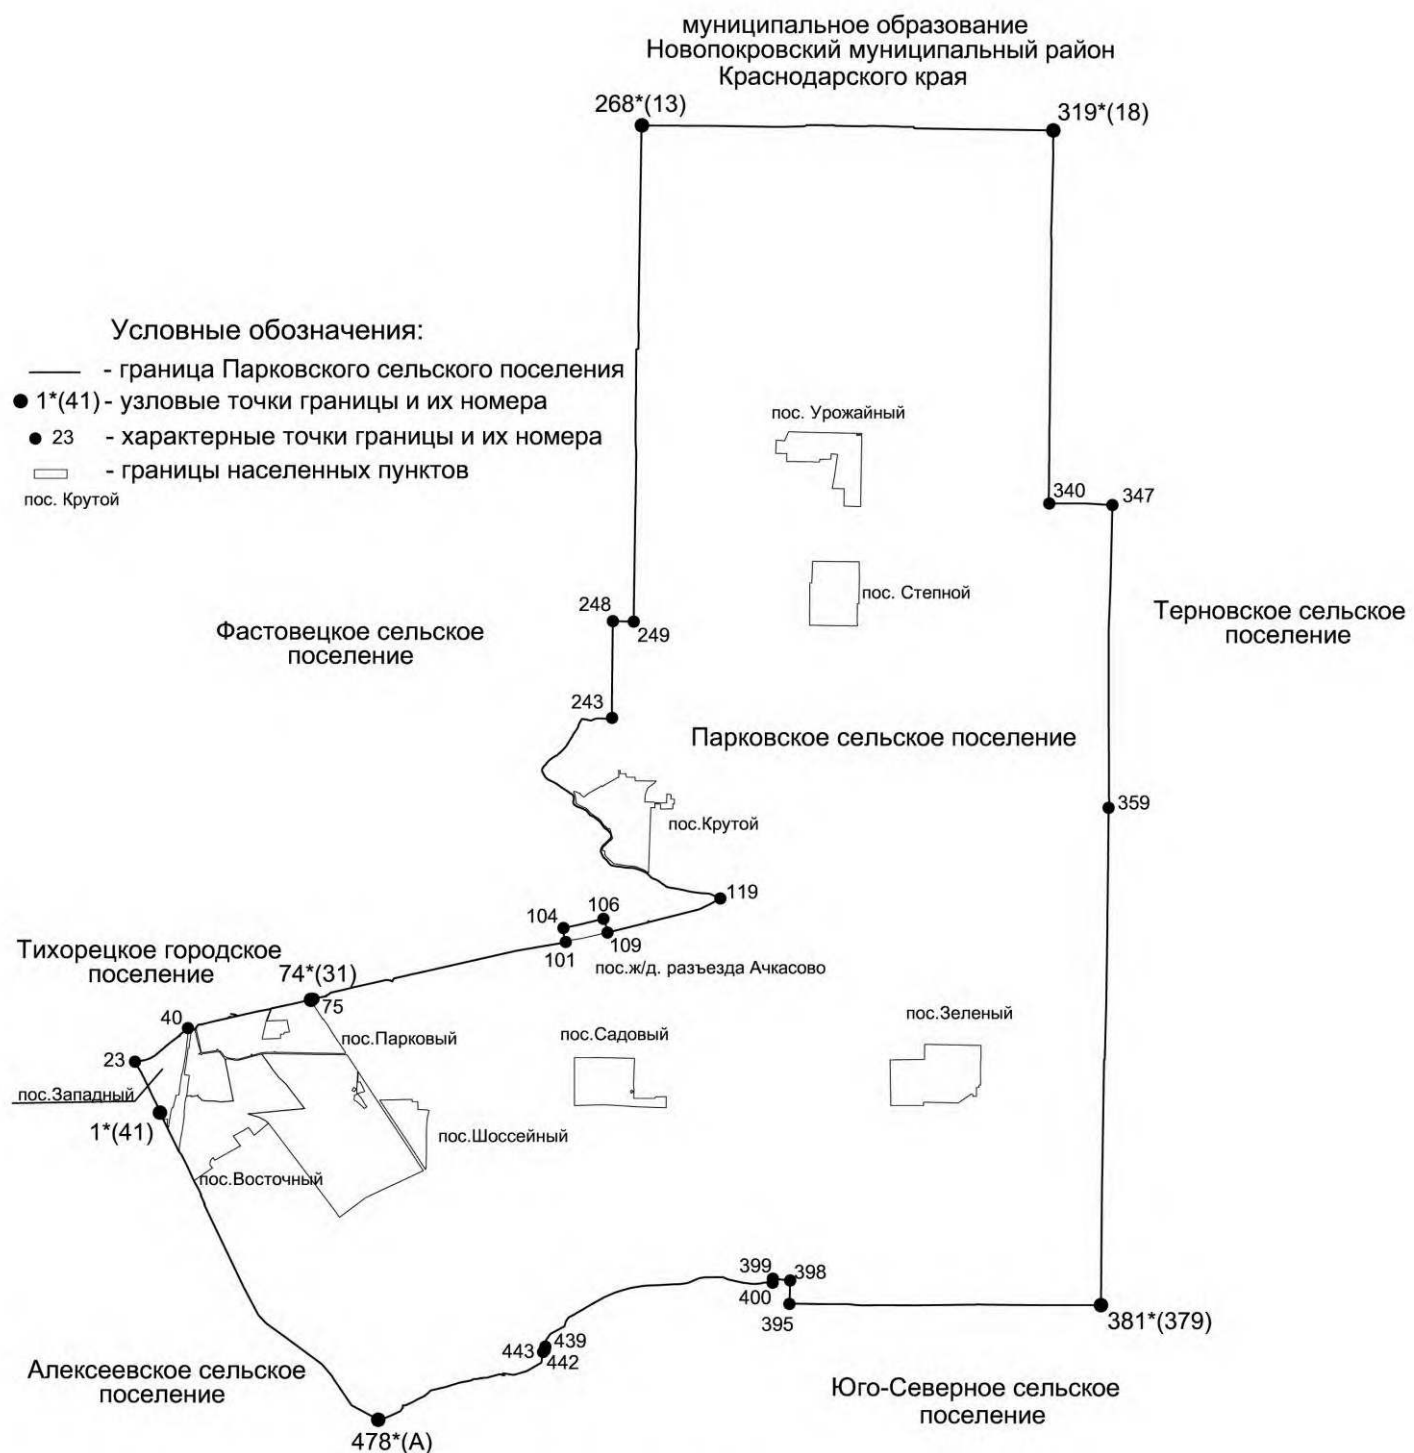 муниципальное образование
Новопокровский муниципальный район
Краснодарского края
268*(13)
319*(18)
Условные обозначения:
- граница Парковского сельского поселения
1*(41) - узловые точки границы и их номера
23 - характерные точки границы и их номера
- границы населенных пунктов
пос. Крутой
пос. Урожайный
340
347
пос. Степной
248
249
Фастовецкое сельское
поселение
Терновское сельское
поселение
243
Парковское сельское поселение
359
пос.Крутой
119
106
104
109
101
пос.ж/д. разъезда Ачкасово
Тихорецкое городское
поселение
74*(31)
75
40
пос.Парковый
пос.Садовый
пос.Зеленый
23
пос.Западный
1*(41)
пос.Шоссейный
пос.Восточный
399
398
400
395
381*(379)
439
443
442
Алексеевское сельское
поселение
Юго-Северное сельское
поселение
478*(А)